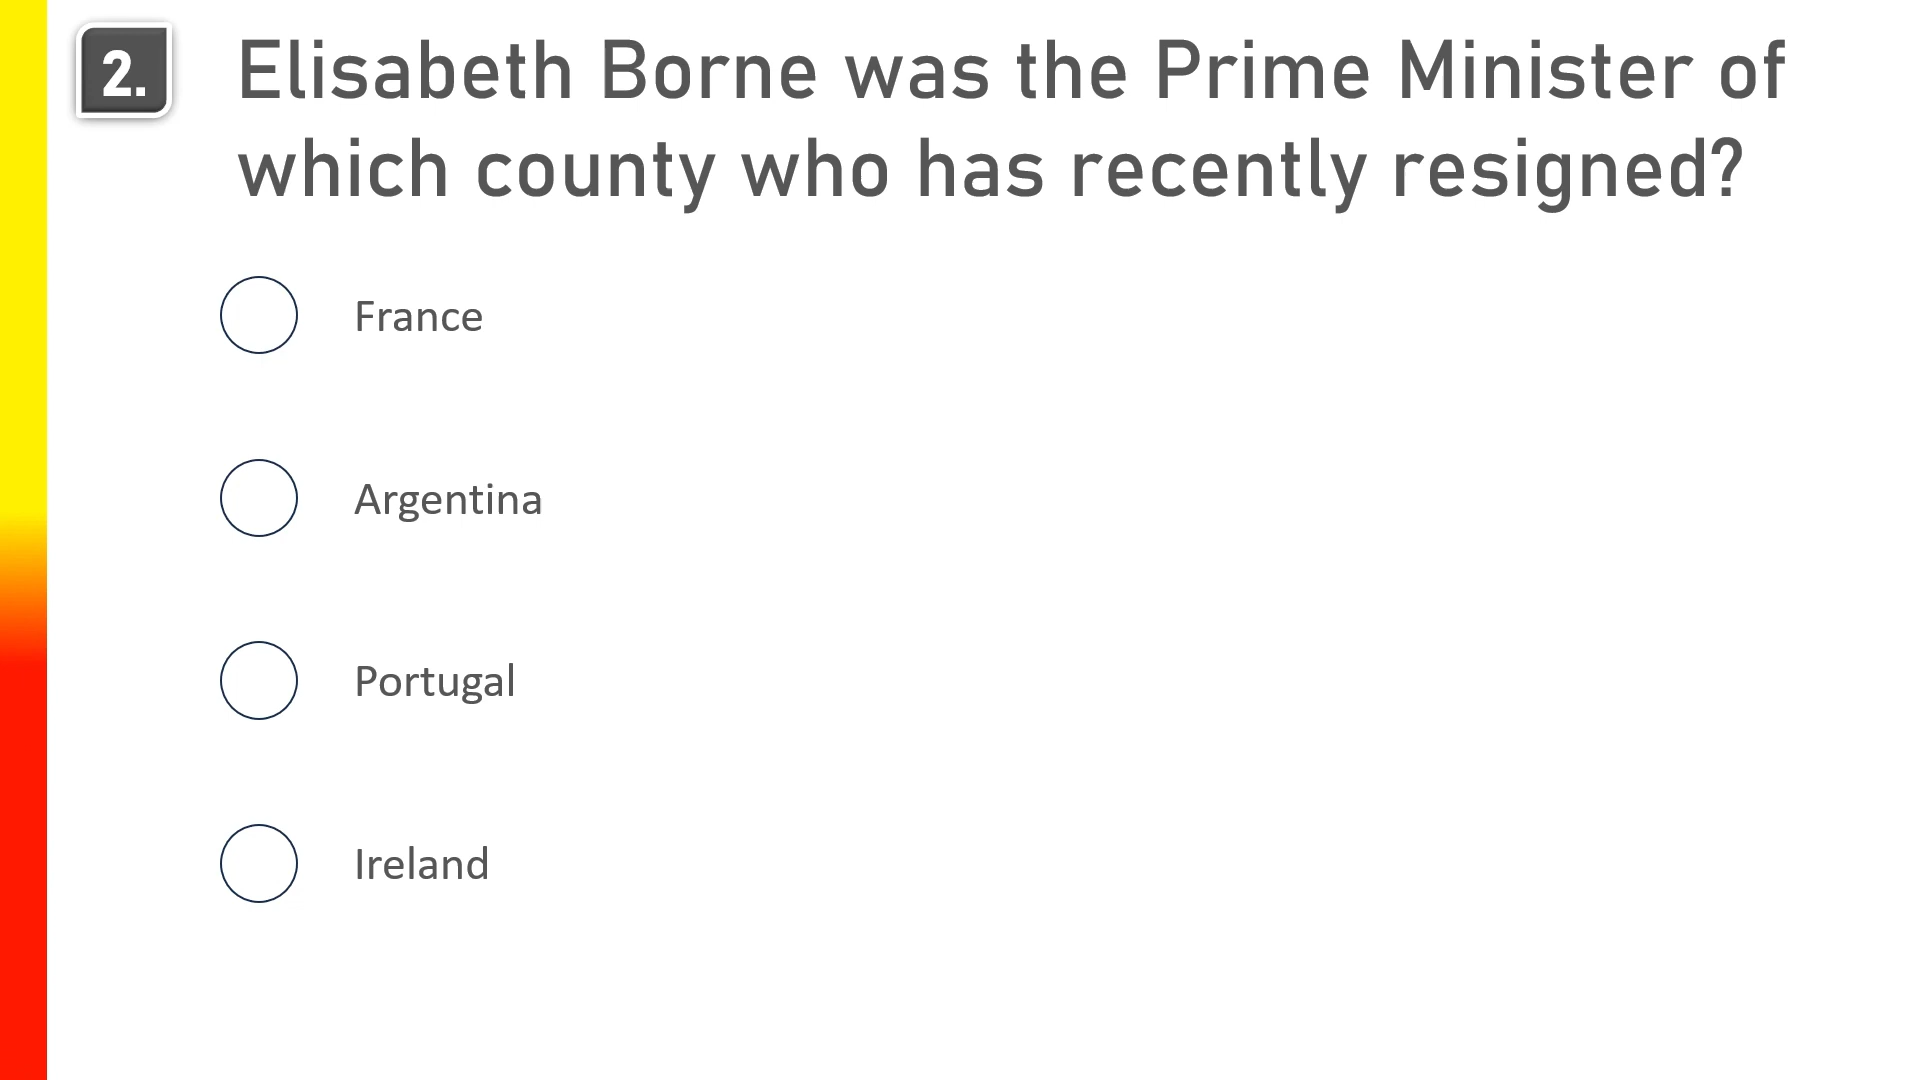 2.
Elisabeth Borne was the Prime Minister of
which county who has recently resigned?
France
Argentina
Portugal
Ireland